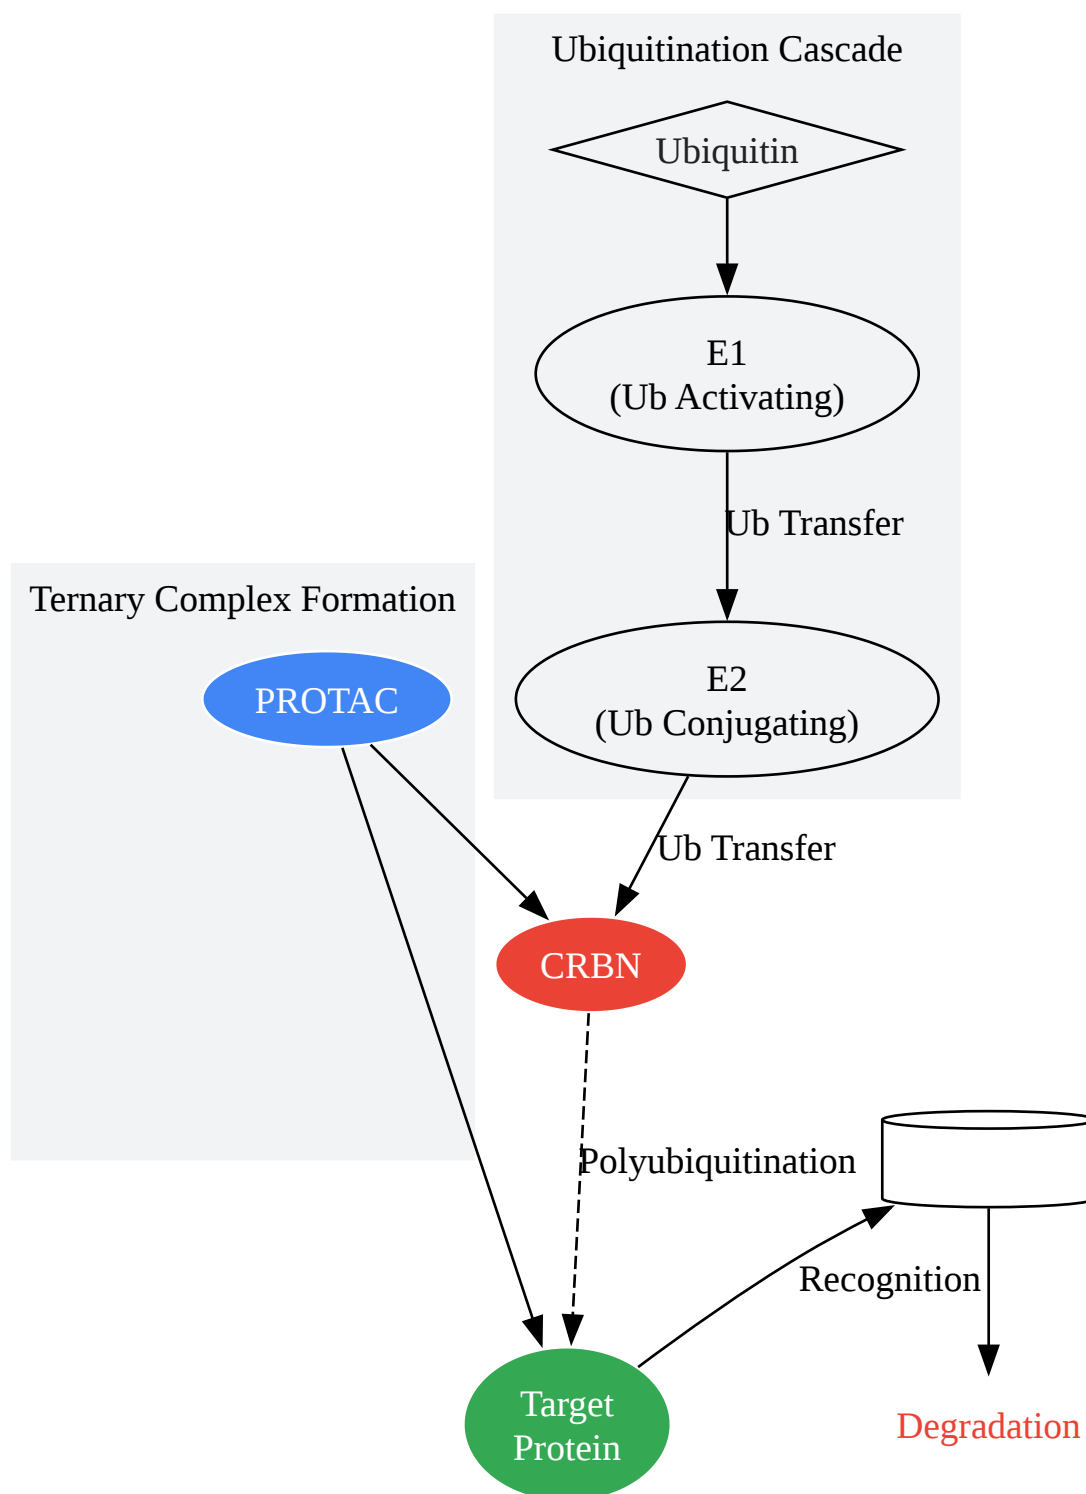 Ubiquitination Cascade
Ubiquitin
E1
(Ub Activating)
Ub Transfer
Ternary Complex Formation
PROTAC
E2
(Ub Conjugating)
Ub Transfer
CRBN
Polyubiquitination
Recognition
Target
Protein
Degradation